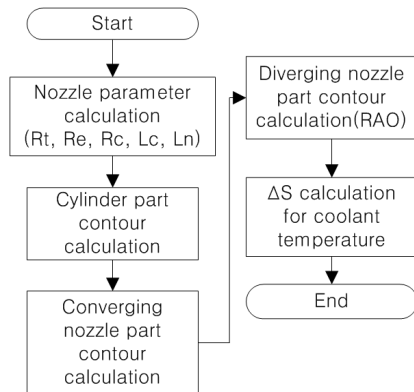 Start
Nozzle parameter
calculation
(Rt, Re, Rc, Lc, Ln)
Cylinder part
contour
calculation
Converging
nozzle part
contour
calculation
Diverging nozzle
part contour
calculation(RAO)
ΔS calculation
for coolant
temperature
End